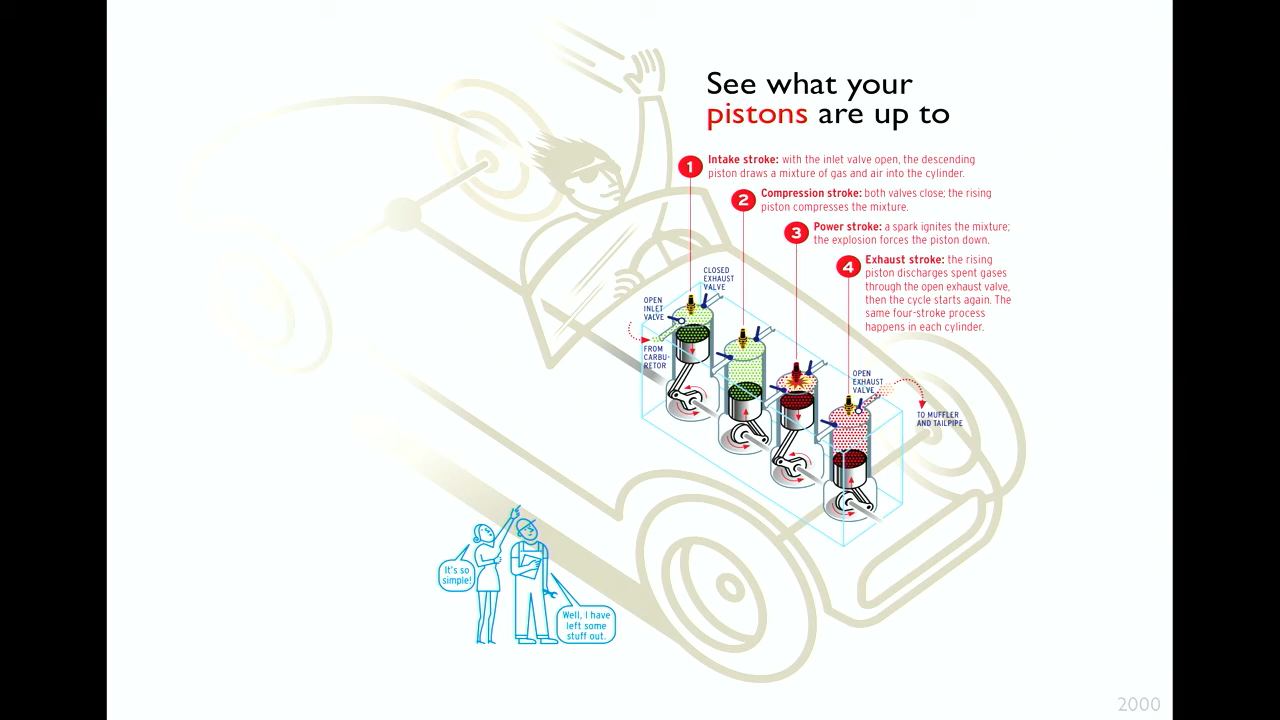 See what your
pistons are up to
1 Intake stroke: with the inlet valve open, the descending
piston draws a mixture of gas and air into the cylinder.
2 Compression stroke: both valves close; the rising
piston compresses the mixture.
3 Power stroke: a spark ignites the mixture;
the explosion forces the piston down.
4 Exhaust stroke: the rising
piston discharges spent gases
through the open exhaust valve,
then the cycle starts again. The
same four-stroke process
happens in each cylinder.
CLOSED
EXHAUST
VALVE
OPEN
INLET
VALVE
FROM
CARBU-
RETOR
OPEN
EXHAUST
VALVE
TO MUFFLER
AND TAILPIPE
It's so
simple!
Well, I have
left some
stuff out.
2000